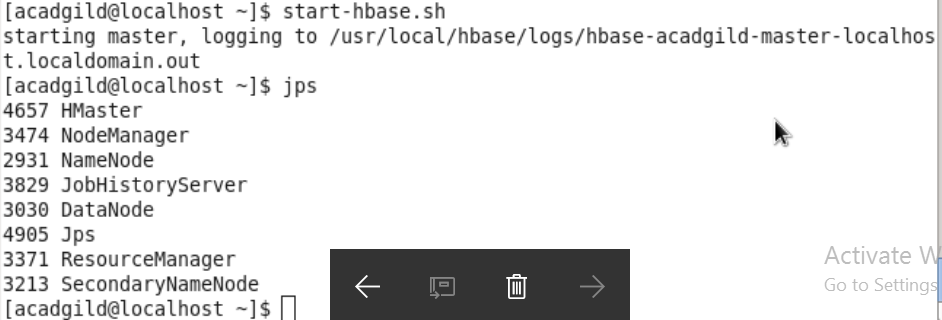 [acadgild@localhost ~]$ start-hbase.sh
starting master, logging to /usr/local/hbase/logs/hbase-acadgild-master-localhos
t.localdomain.out
[acadgild@localhost ~]$ jps
4657 HMaster
3474 NodeManager
2931 NameNode
3829 JobHistoryServer
3030 DataNode
4905 Jps
3371 ResourceManager
3213 SecondaryNameNode
[acadgild@localhost ~]$
Activate W
Go to Settings